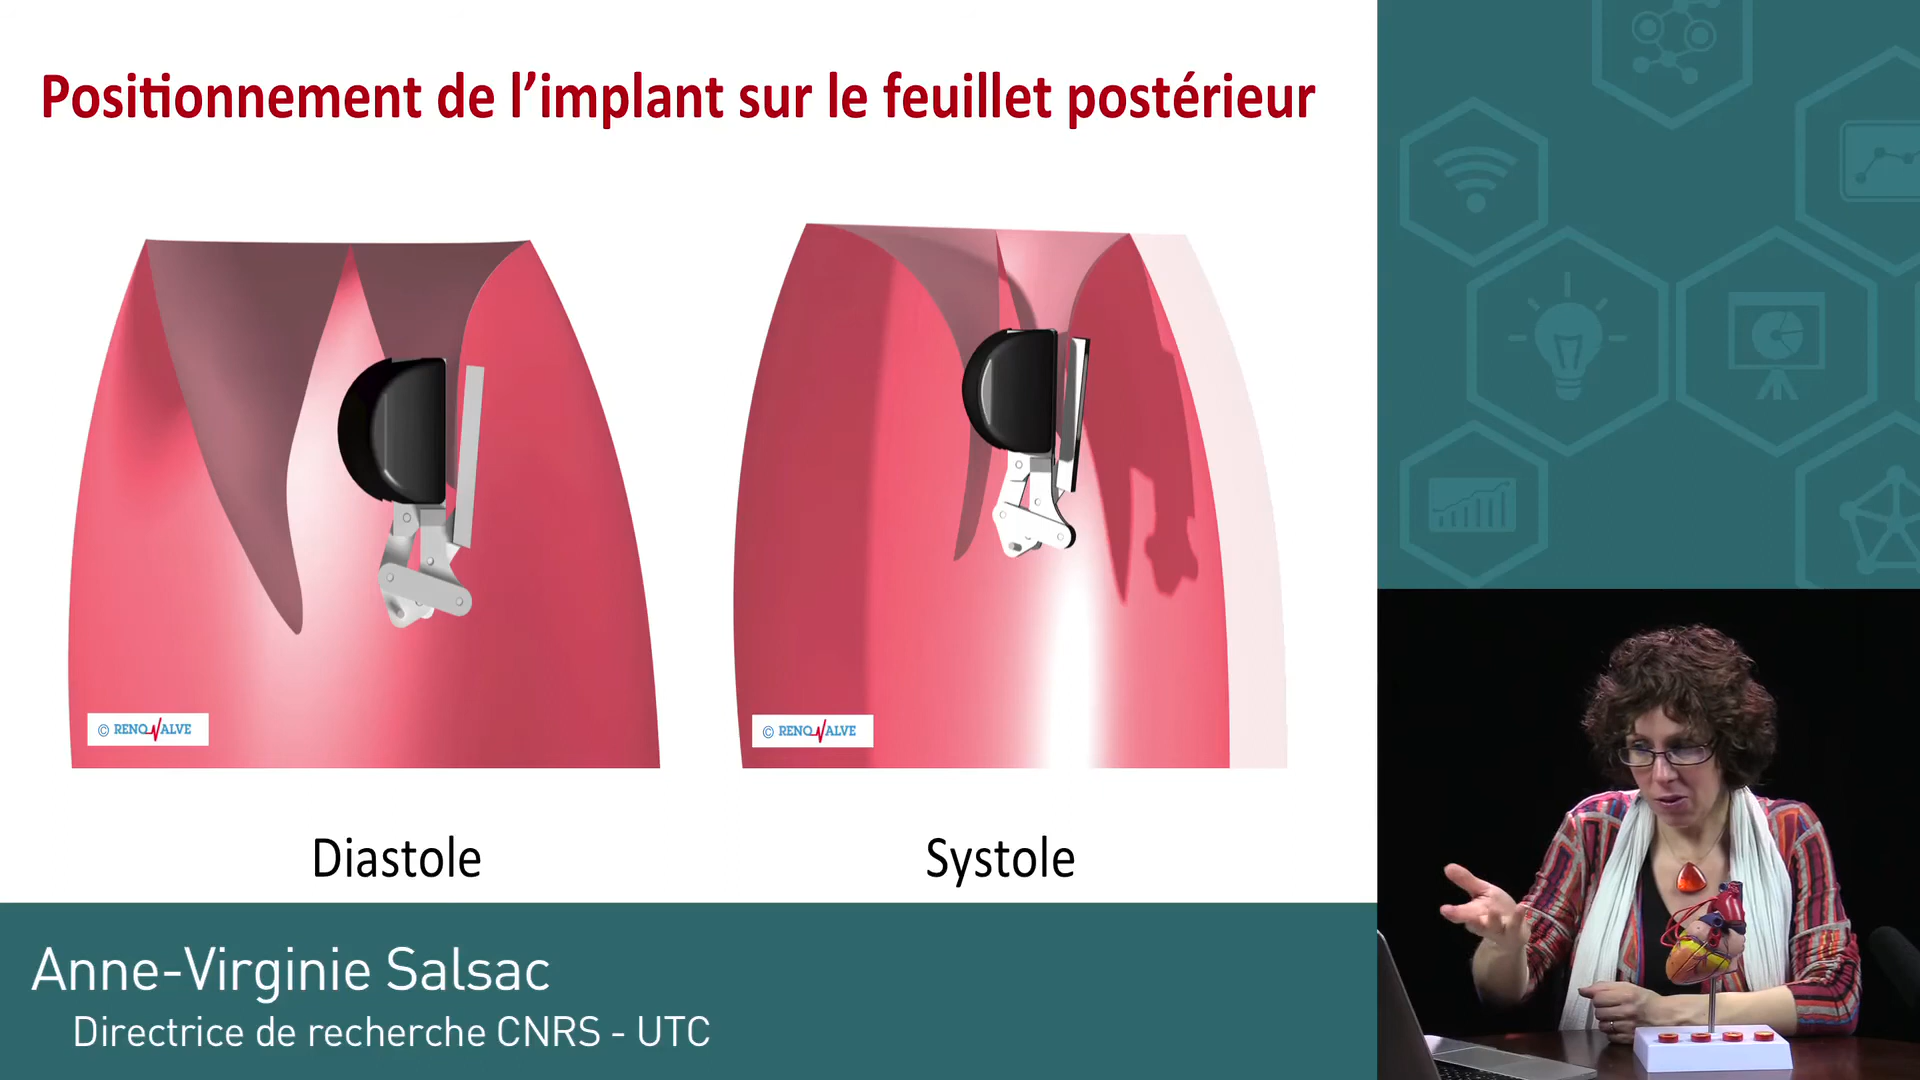 Positionnement de l’implant sur le feuillet postérieur
© RENOVALVE
© RENOVALVE
Diastole
Systole
Anne-Virginie Salsac
Directrice de recherche CNRS - UTC